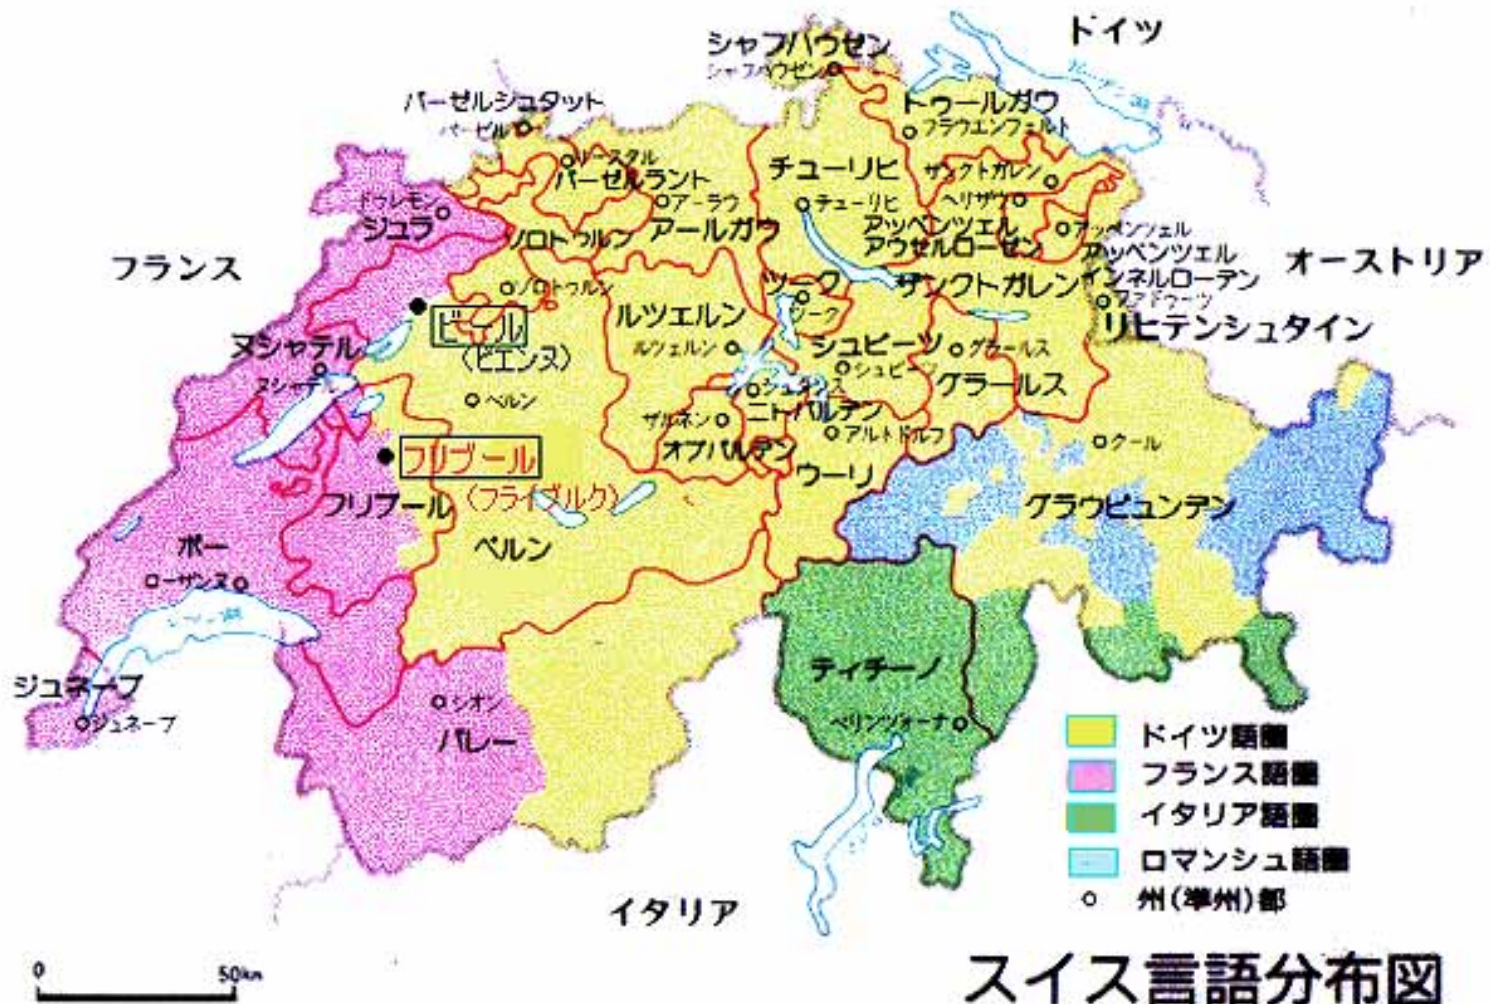 ドイツ
シャフハウゼン
シャフハウゼン
バーゼルシュタット
バーゼル
トゥールガウ
フラウエンフェルト
リースタル
バーゼルラント
チューリヒ
チューリヒ
サンクトガレン
ヘリザウ
ドゥレモン
ジュラ
アーラウ
アールガウ
ゾロトゥルン
ゾロトゥルン
アッペンツェル
アウセルローゼン
アッペンツェル
アッペンツェル
インネルローデン
オーストリア
フランス
ツーク
ツーク
ザンクトガレン
ファドゥーツ
リヒテンシュタイン
ビール
(ビエンヌ)
ルツェルン
ルツェルン
シュビーツ
シュビーツ
グラールス
グラールス
ヌシャテル
ヌシャテル
ベルン
シュタンス
ニトバルデン
ザルネン
オプバルデン
アルトドルフ
ウーリ
クール
フリブール
フリブール
(フライブルク)
グラウビュンデン
ボー
ローザンヌ
ベルン
レマン湖
ティチーノ
ベリンツォーナ
ジュネーブ
ジュネーブ
シオン
バレー
ドイツ語圏
フランス語圏
イタリア語圏
ロマンシュ語圏
州(準州)都
イタリア
0 50km
スイス言語分布図